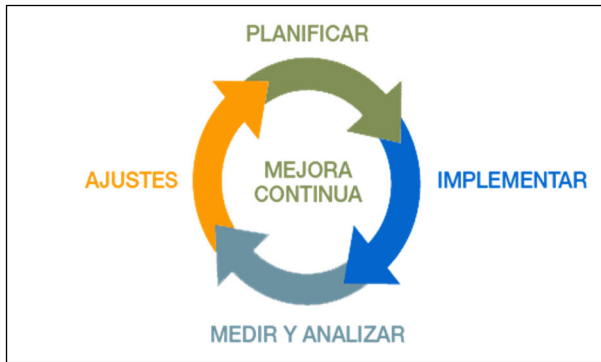 PLANIFICAR
AJUSTES
MEJORA
CONTINUA
IMPLEMENTAR
MEDIR Y ANALIZAR